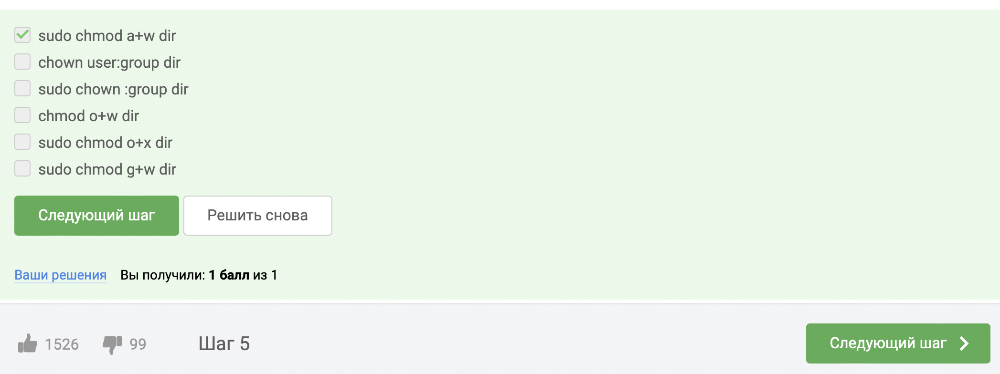 sudo chmod a+w dir
chown user:group dir
sudo chown :group dir
chmod o+w dir
sudo chmod o+x dir
sudo chmod g+w dir
Следующий шаг Решить снова
Ваши решения Вы получили: 1 балл из 1
1526 99 Шаг 5 Следующий шаг